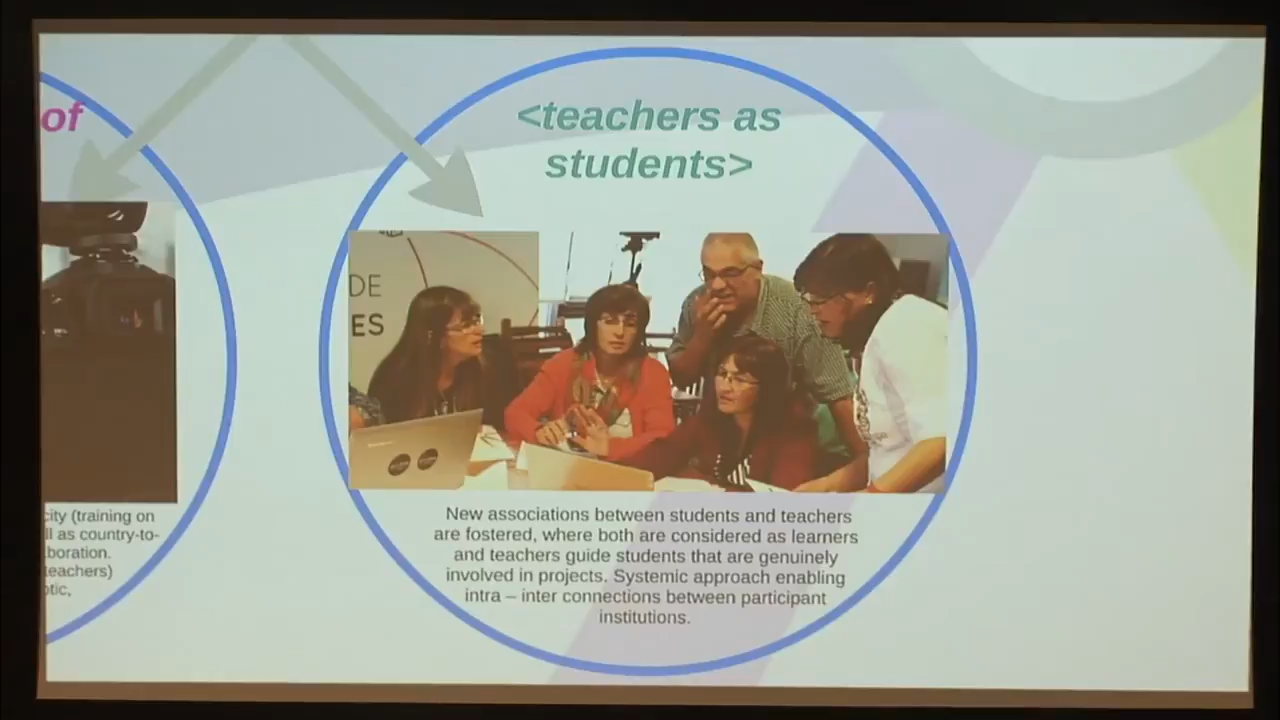 of
city (training on
ll as country-to-
boration.
teachers)
otic,
<teachers as
students>
DE
ES
New associations between students and teachers
are fostered, where both are considered as learners
and teachers guide students that are genuinely
involved in projects. Systemic approach enabling
intra – inter connections between participant
institutions.